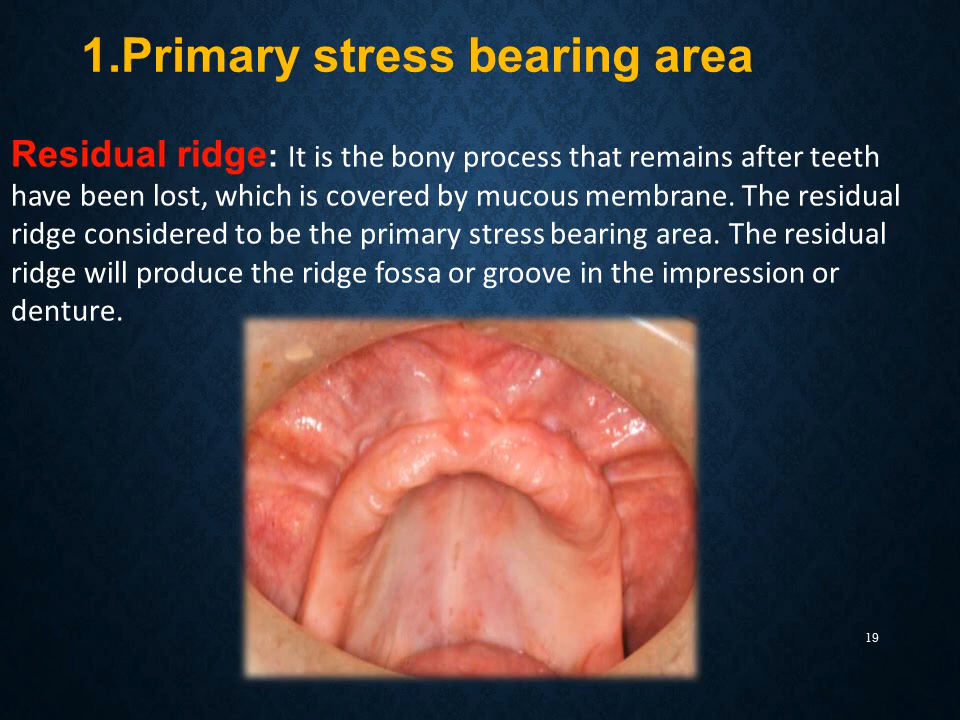 1.Primary stress bearing area
Residual ridge: It is the bony process that remains after teeth
have been lost, which is covered by mucous membrane. The residual
ridge considered to be the primary stress bearing area. The residual
ridge will produce the ridge fossa or groove in the impression or
denture.
19